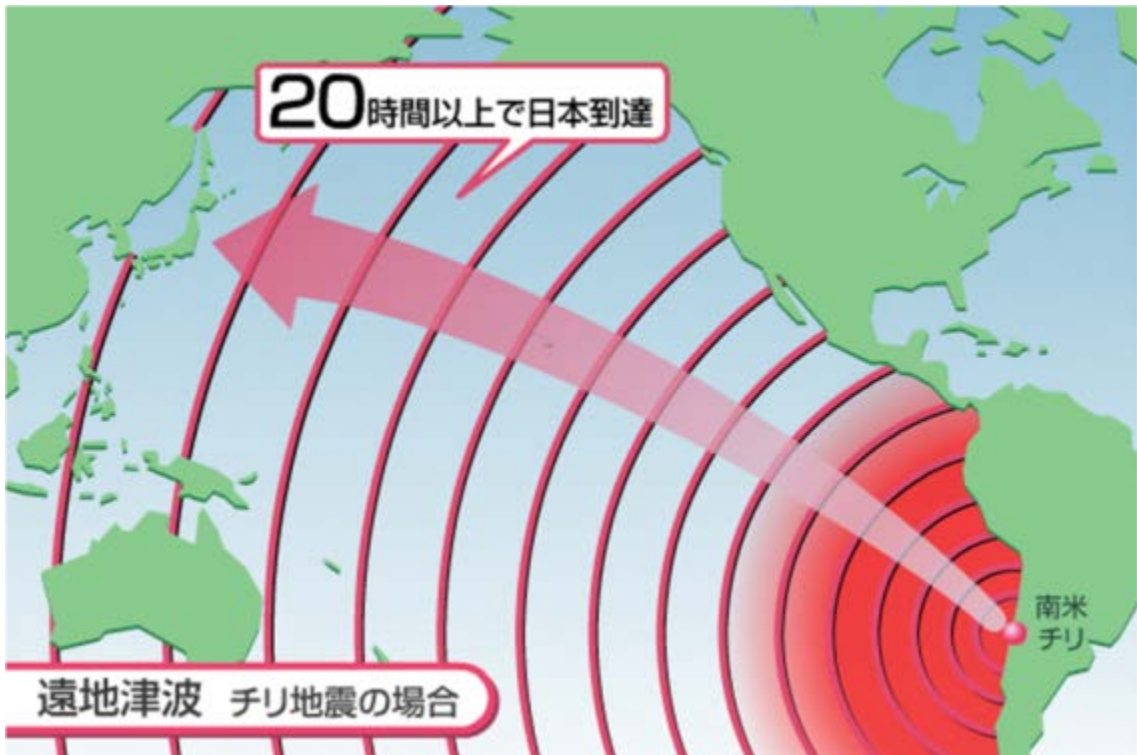 20時間以上で日本到達
南米
チリ
遠地津波 チリ地震の場合